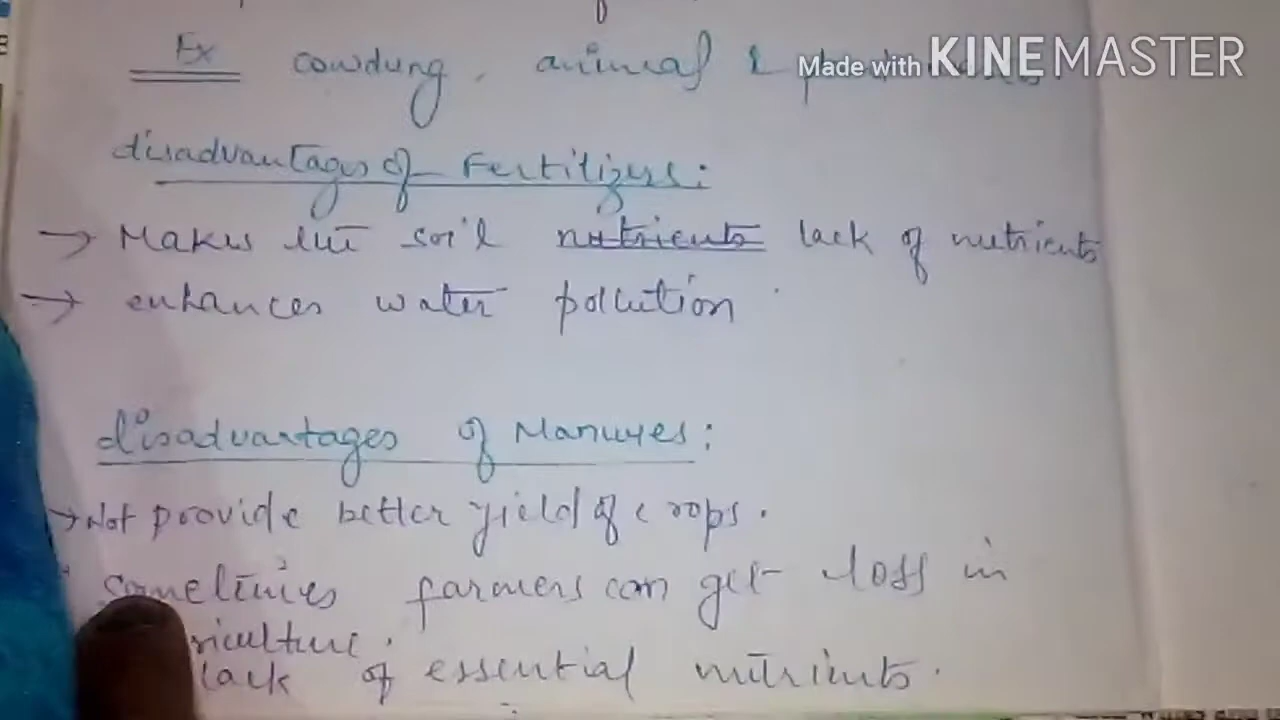 Ex cowdung, animal &
Made with KINEMASTER
disadvantages of Fertilizers:
→ Makes the soil nutrients lack of nutrients
→ enhances water pollution
disadvantages of Manures:
→ Not provide better yield of crops.
Sometimes farmers can get loss in
riculture.
lack of essential nutrients.